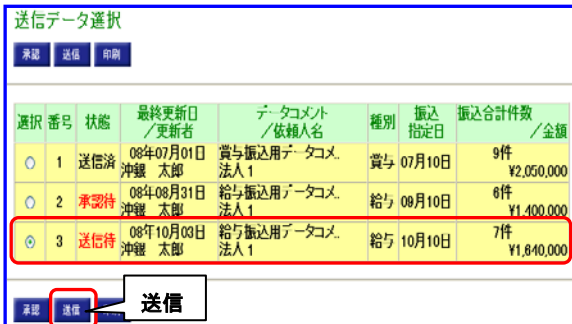 送信データ選択
承認 送信 印刷
選択 番号 状態 最終更新日 データコメント 種別 振込 振込合計件数
/更新者 /依頼人名 指定日 /金額
1 送信済 08年07月01日 賞与振込用データコメ.. 賞与 07月10日 9件
沖銀 太郎 法人1 ¥2,050,000
2 承認待 08年08月31日 給与振込用データコメ.. 給与 09月10日 6件
沖銀 太郎 法人1 ¥1,400,000
3 送信待 08年10月03日 給与振込用データコメ.. 給与 10月10日 7件
沖銀 太郎 法人1 ¥1,640,000
承認 送信 送信